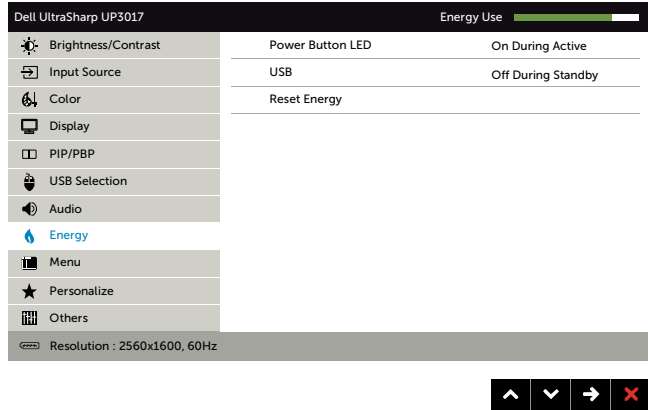 Dell UltraSharp UP3017 Energy Use
Brightness/Contrast Power Button LED On During Active
Input Source USB Off During Standby
Color Reset Energy
Display
PIP/PBP
USB Selection
Audio
Energy
Menu
Personalize
Others
Resolution : 2560x1600, 60Hz